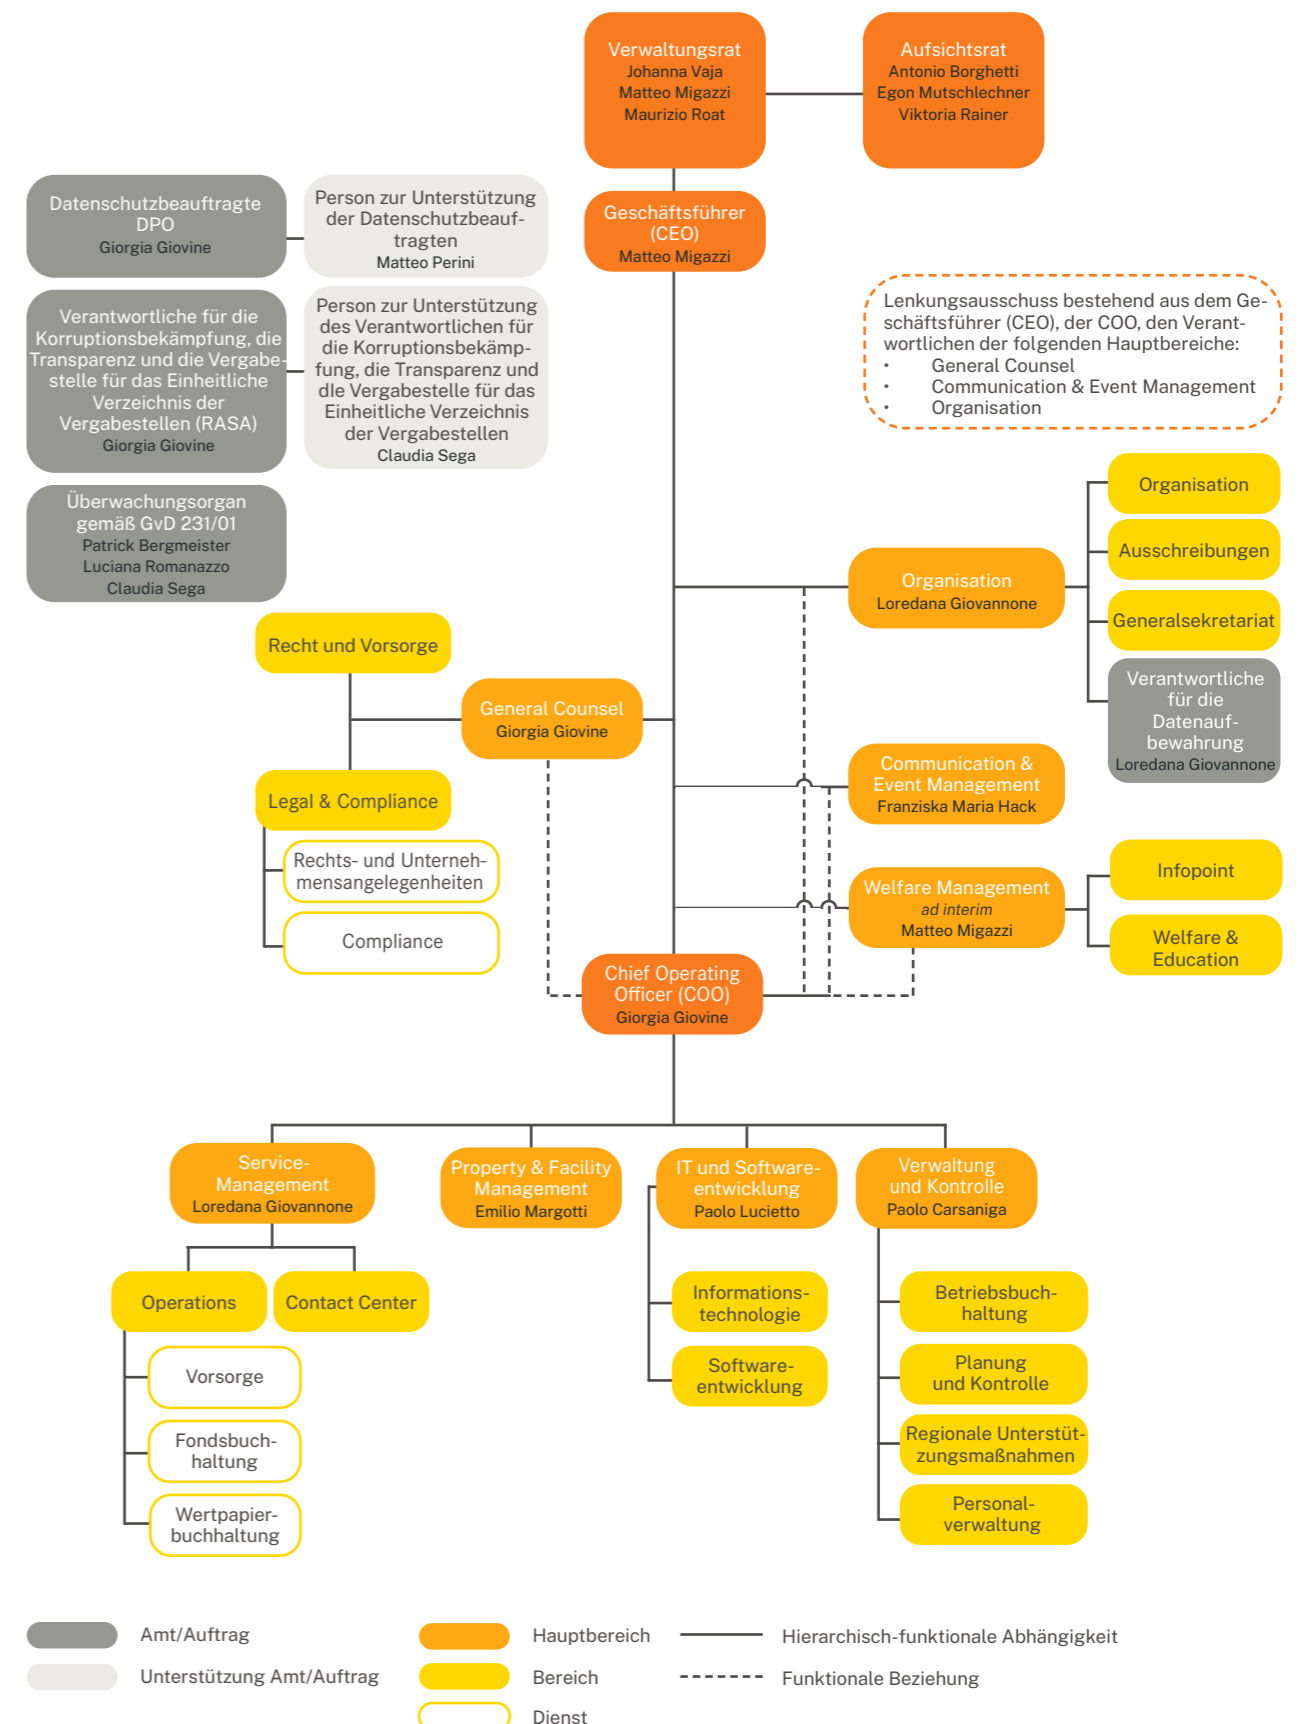 Verwaltungsrat
Johanna Vaja
Matteo Migazzi
Maurizio Roat
Aufsichtsrat
Antonio Borghetti
Egon Mutschlechner
Viktoria Rainer
Datenschutzbeauftragte
DPO
Giorgia Giovine
Person zur Unterstützung
der Datenschutzbeauf-
tragten
Matteo Perini
Geschäftsführer
(CEO)
Matteo Migazzi
Verantwortliche für die
Korruptionsbekämpfung, die
Transparenz und die Vergabe-
stelle für das Einheitliche
Verzeichnis der
Vergabestellen (RASA)
Giorgia Giovine
Person zur Unterstützung
des Verantwortlichen für
die Korruptionsbekämp-
fung, die Transparenz und
die Vergabestelle für das
Einheitliche Verzeichnis
der Vergabestellen
Claudia Sega
Lenkungsausschuss bestehend aus dem Ge-
schäftsführer (CEO), der COO, den Verant-
wortlichen der folgenden Hauptbereiche:
• General Counsel
• Communication & Event Management
• Organisation
Überwachungsorgan
gemäß GvD 231/01
Patrick Bergmeister
Luciana Romanazzo
Claudia Sega
Organisation
Loredana Giovannone
Organisation
Ausschreibungen
Generalsekretariat
Verantwortliche
für die
Datenauf-
bewahrung
Loredana Giovannone
Recht und Vorsorge
General Counsel
Giorgia Giovine
Legal & Compliance
Rechts- und Unterneh-
mensangelegenheiten
Compliance
Communication &
Event Management
Franziska Maria Hack
Welfare Management
ad interim
Matteo Migazzi
Infopoint
Welfare &
Education
Chief Operating
Officer (COO)
Giorgia Giovine
Service-
Management
Loredana Giovannone
Property & Facility
Management
Emilio Margotti
IT und Software-
entwicklung
Paolo Lucietto
Verwaltung
und Kontrolle
Paolo Carsaniga
Operations
Contact Center
Vorsorge
Fondsbuch-
haltung
Wertpapier-
buchhaltung
Informations-
technologie
Software-
entwicklung
Betriebsbuch-
haltung
Planung
und Kontrolle
Regionale Unterstüt-
zungsmaßnahmen
Personal-
verwaltung
Amt/Auftrag
Unterstützung Amt/Auftrag
Hauptbereich
Bereich
Dienst
Hierarchisch-funktionale Abhängigkeit
Funktionale Beziehung